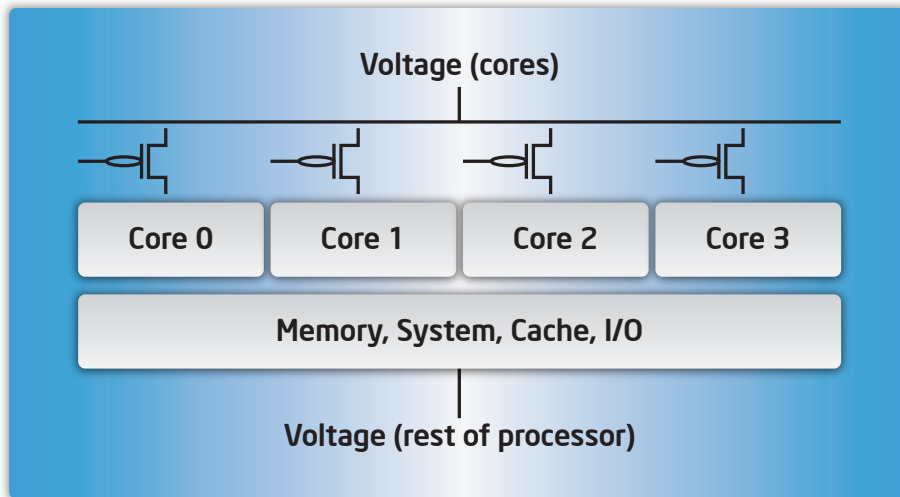 Voltage (cores)
Core 0 Core 1 Core 2 Core 3
Memory, System, Cache, I/O
Voltage (rest of processor)